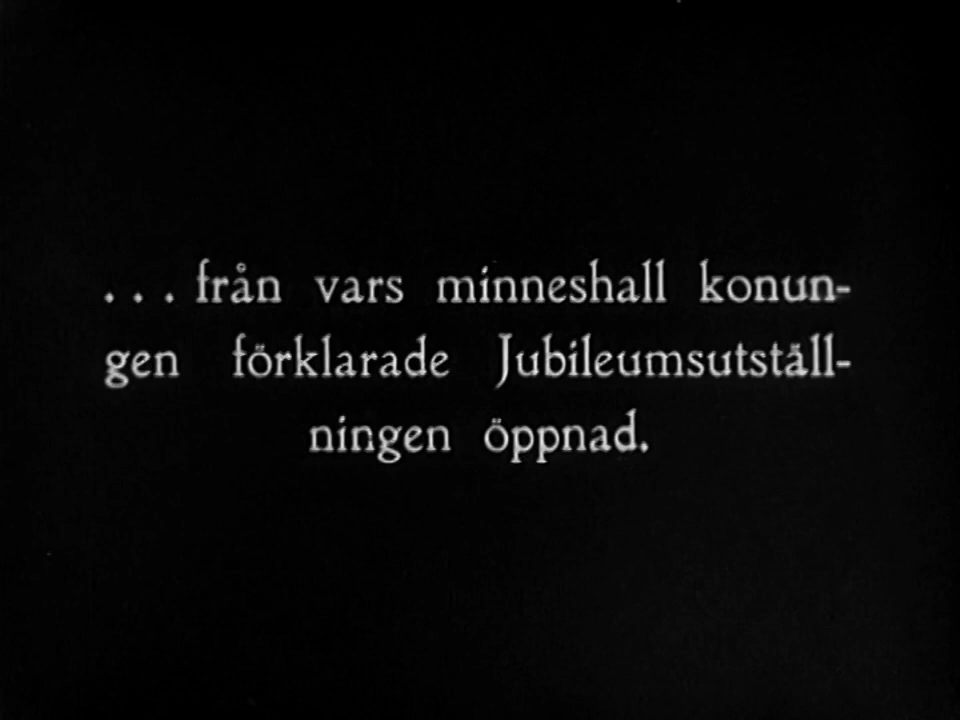 . . . från vars minneshall konun-
gen förklarade Jubileumsutställ-
ningen öppnad.